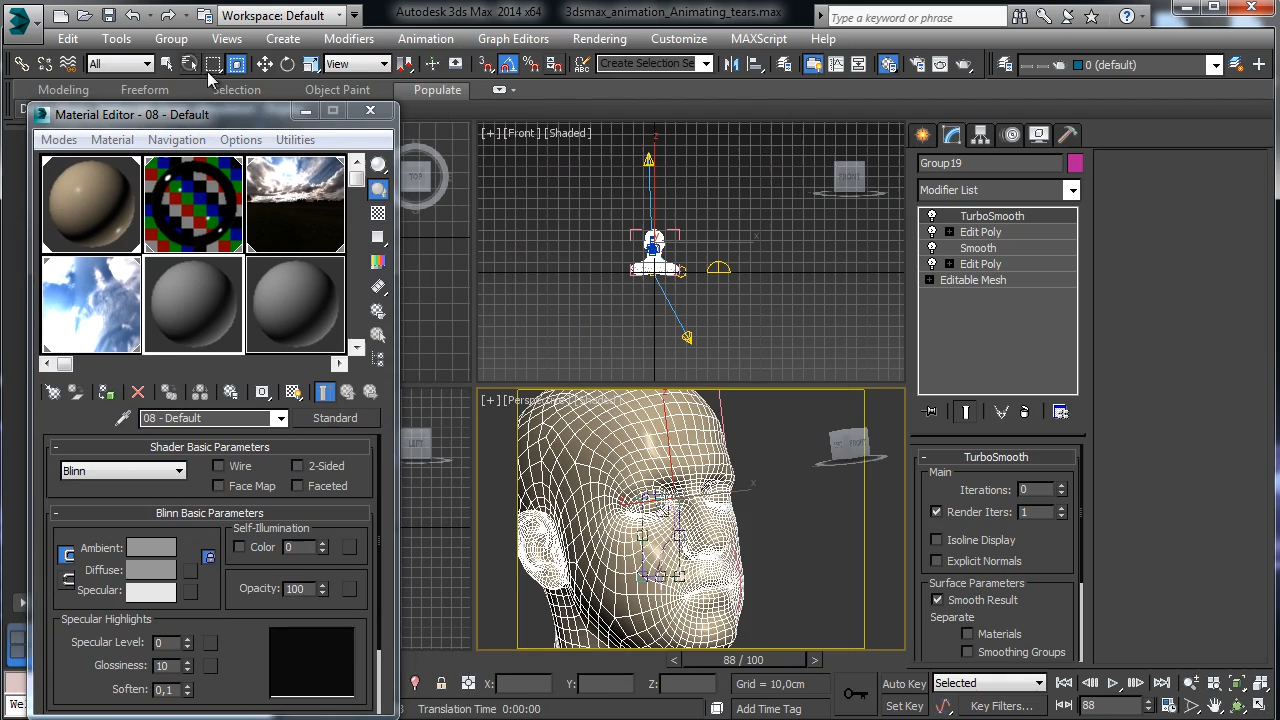 Workspace: Default
Autodesk 3ds Max 2014 x64
3dsmax_animation_Animating_tears.max
Type a keyword or phrase
Edit Tools Group Views Create Modifiers Animation Graph Editors Rendering Customize MAXScript Help
All
View
Create Selection Se
0 (default)
Modeling Freeform Selection Object Paint Populate
Material Editor - 08 - Default
Modes Material Navigation Options Utilities
08 - Default
Standard
Shader Basic Parameters
Blinn
Wire
2-Sided
Face Map
Faceted
Blinn Basic Parameters
Self-Illumination
Ambient:
Color 0
Diffuse:
Specular:
Opacity: 100
Specular Highlights
Specular Level: 0
Glossiness: 10
Soften: 0,1
TOP
[+] [Front] [Shaded]
FRONT
z
x
LEFT
FRONT
x
88 / 100
Group19
Modifier List
TurboSmooth
Edit Poly
Smooth
Edit Poly
Editable Mesh
TurboSmooth
Main
Iterations: 0
Render Iters: 1
Isoline Display
Explicit Normals
Surface Parameters
Smooth Result
Separate
Materials
Smoothing Groups
X:
Y:
Z:
Grid = 10,0cm
Auto Key
Selected
Translation Time 0:00:00
Add Time Tag
Set Key
Key Filters...
88